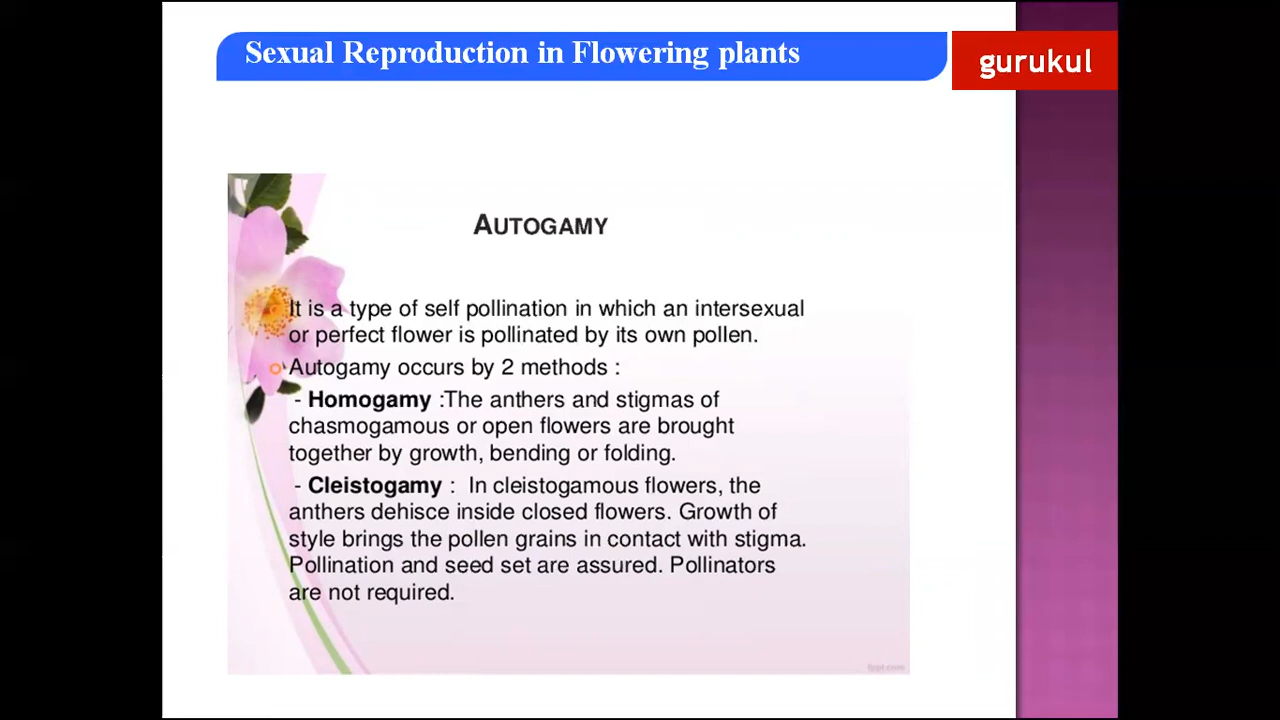 Sexual Reproduction in Flowering plants
gurukul
AUTOGAMY
It is a type of self pollination in which an intersexual
or perfect flower is pollinated by its own pollen.
Autogamy occurs by 2 methods :
- Homogamy :The anthers and stigmas of
chasmogamous or open flowers are brought
together by growth, bending or folding.
- Cleistogamy : In cleistogamous flowers, the
anthers dehisce inside closed flowers. Growth of
style brings the pollen grains in contact with stigma.
Pollination and seed set are assured. Pollinators
are not required.
fppt.com